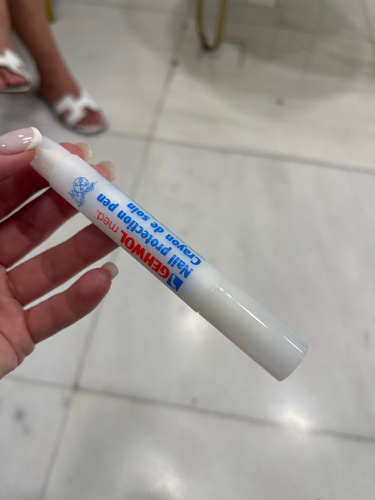 GEHWOL med.
Nail protection pen
Crayon de soin